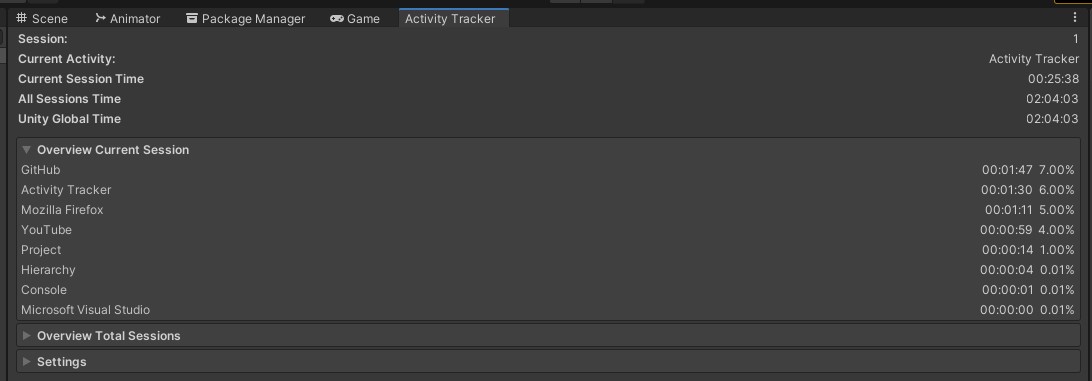 Scene Animator Package Manager Game Activity Tracker
Session: 1
Current Activity: Activity Tracker
Current Session Time 00:25:38
All Sessions Time 02:04:03
Unity Global Time 02:04:03
Overview Current Session
GitHub 00:01:47 7.00%
Activity Tracker 00:01:30 6.00%
Mozilla Firefox 00:01:11 5.00%
YouTube 00:00:59 4.00%
Project 00:00:14 1.00%
Hierarchy 00:00:04 0.01%
Console 00:00:01 0.01%
Microsoft Visual Studio 00:00:00 0.01%
Overview Total Sessions
Settings